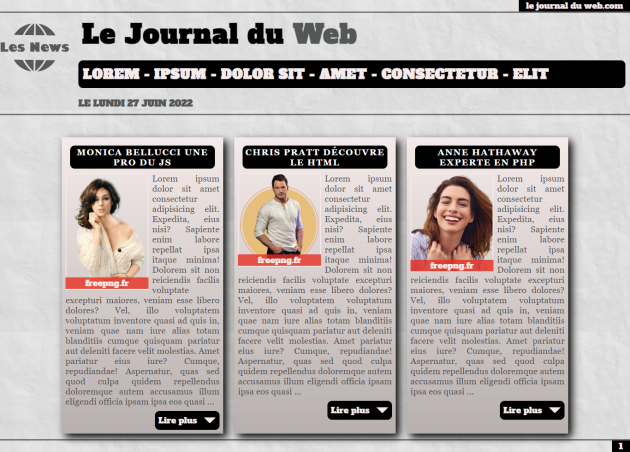 le journal du web.com
Les News
Le Journal du Web
LOREM - IPSUM - DOLOR SIT - AMET - CONSECTETUR - ELIT
LE LUNDI 27 JUIN 2022
MONICA BELLUCCI UNE
PRO DU JS
Lorem ipsum
dolor sit amet
consectetur
adipisicing elit.
Expedita, eius
nisi? Sapiente
enim labore
repellat ipsa
itaque minima!
Dolorem sit non
reiciendis facilis
voluptate
freepng.fr
excepturi maiores, veniam esse libero
dolores? Vel, illo voluptatem
voluptatum inventore quasi ad quis in,
veniam quae nam iure alias totam
blanditiis cumque quisquam pariatur
aut deleniti facere velit molestias. Amet
pariatur eius iure? Cumque,
repudiandae! Aspernatur, quas sed
quod culpa quidem repellendus
doloremque autem accusamus illum
eligendi officia ipsam ipsa eos quasi ...
Lire plus
CHRIS PRATT DÉCOUVRE
LE HTML
Lorem ipsum
dolor sit amet
consectetur
adipisicing elit.
Expedita, eius
nisi? Sapiente
enim labore
repellat ipsa
itaque minima!
Dolorem sit non
freepng.fr
reiciendis facilis voluptate excepturi
maiores, veniam esse libero dolores?
Vel, illo voluptatem voluptatum
inventore quasi ad quis in, veniam
quae nam iure alias totam blanditiis
cumque quisquam pariatur aut deleniti
facere velit molestias. Amet pariatur
eius iure? Cumque, repudiandae!
Aspernatur, quas sed quod culpa
quidem repellendus doloremque autem
accusamus illum eligendi officia ipsam
ipsa eos quasi ...
Lire plus
ANNE HATHAWAY
EXPERTE EN PHP
Lorem ipsum
dolor sit amet
consectetur
adipisicing elit.
Expedita, eius
nisi? Sapiente
enim labore
repellat ipsa
itaque minima!
Dolorem sit non
freepng.fr
reiciendis facilis voluptate excepturi
maiores, veniam esse libero dolores?
Vel, illo voluptatem voluptatum
inventore quasi ad quis in, veniam
quae nam iure alias totam blanditiis
cumque quisquam pariatur aut deleniti
facere velit molestias. Amet pariatur
eius iure? Cumque, repudiandae!
Aspernatur, quas sed quod culpa
quidem repellendus doloremque autem
accusamus illum eligendi officia ipsam
ipsa eos quasi ...
Lire plus
1